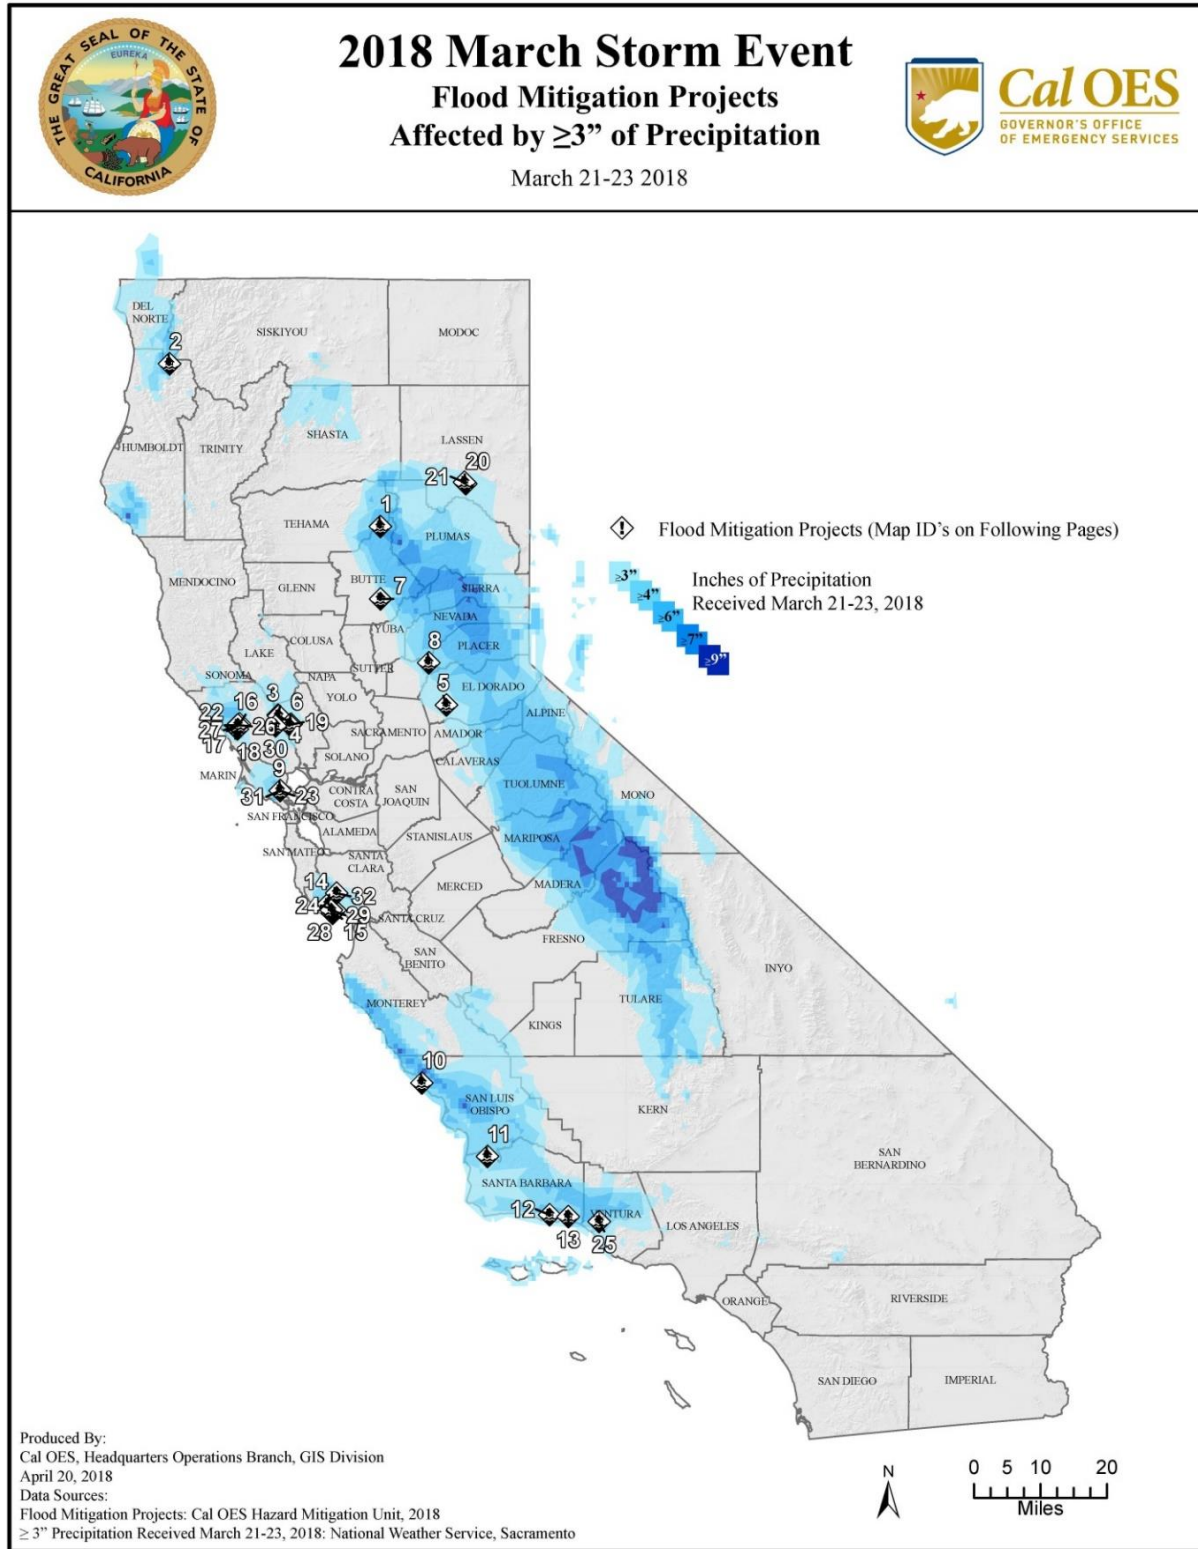 THE GREAT SEAL OF THE STATE OF CALIFORNIA
EUREKA
2018 March Storm Event
Flood Mitigation Projects
Affected by ≥3” of Precipitation
March 21-23 2018
Cal OES
GOVERNOR'S OFFICE
OF EMERGENCY SERVICES
DEL
NORTE
2
SISKIYOU
MODOC
HUMBOLDT
TRINITY
SHASTA
LASSEN
21
20
1
TEHAMA
PLUMAS
Flood Mitigation Projects (Map ID’s on Following Pages)
Inches of Precipitation
Received March 21-23, 2018
≥3”
≥4”
≥6”
≥7”
≥9”
MENDOCINO
GLENN
BUTTE
7
SIERRA
NEVADA
YUBA
COLUSA
LAKE
8
PLACER
SUTTER
SONOMA
NAPA
YOLO
5
EL DORADO
ALPINE
22
16
3
6
27
26
4
19
17
18
30
SACRAMENTO
AMADOR
SOLANO
CALAVERAS
MARIN
9
31
23
CONTRA
COSTA
SAN
JOAQUIN
TUOLUMNE
MONO
SAN FRANCISCO
ALAMEDA
STANISLAUS
MARIPOSA
SAN MATEO
SANTA
CLARA
14
32
MERCED
MADERA
24
29
28
15
SANTA CRUZ
FRESNO
SAN
BENITO
INYO
MONTEREY
TULARE
KINGS
10
SAN LUIS
OBISPO
KERN
11
SAN
BERNARDINO
SANTA BARBARA
12
13
VENTURA
25
LOS ANGELES
ORANGE
RIVERSIDE
SAN DIEGO
IMPERIAL
Produced By:
Cal OES, Headquarters Operations Branch, GIS Division
April 20, 2018
Data Sources:
Flood Mitigation Projects: Cal OES Hazard Mitigation Unit, 2018
≥ 3” Precipitation Received March 21-23, 2018: National Weather Service, Sacramento
N
0 5 10 20
Miles